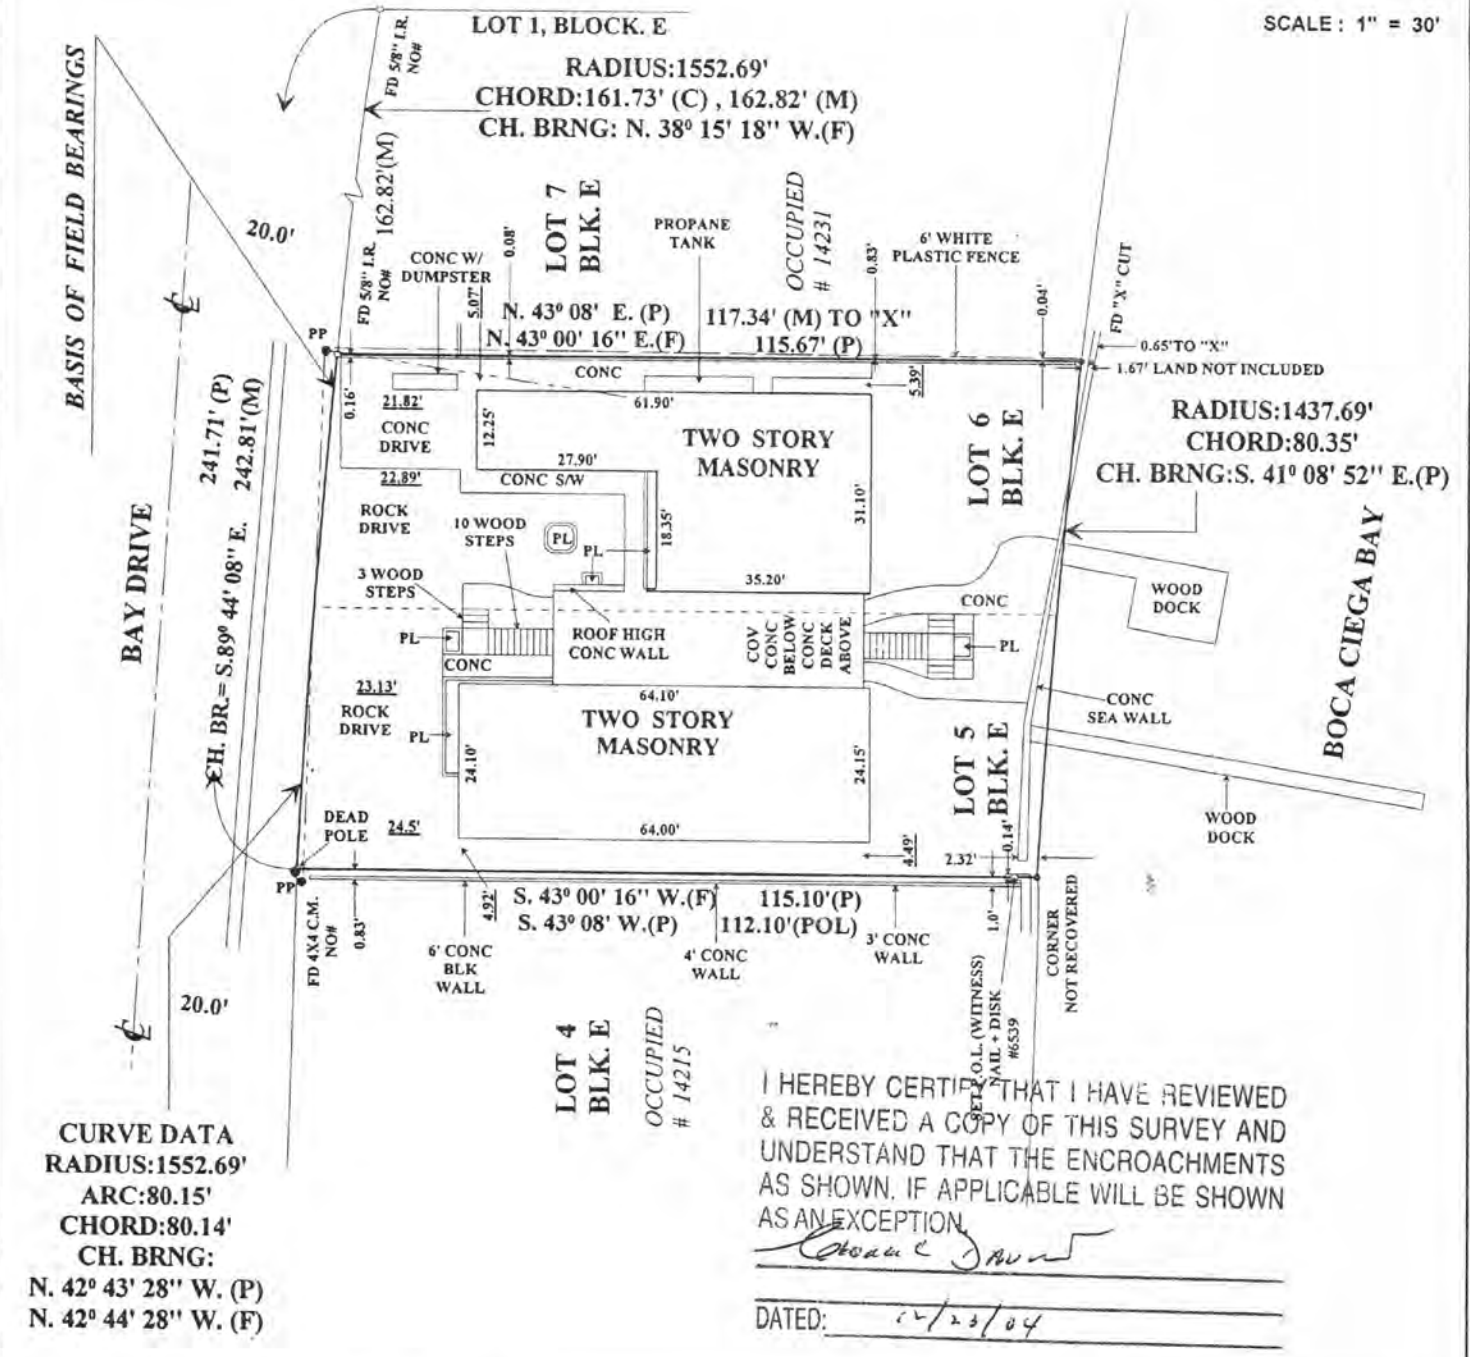 SCALE : 1" = 30'
LOT 1, BLOCK. E
RADIUS:1552.69'
CHORD:161.73' (C) , 162.82' (M)
CH. BRNG: N. 38º 15' 18" W.(F)
FD 5/8" I.R.
NO#
162.82'(M)
BASIS OF FIELD BEARINGS
20.0'
LOT 7
BLK. E
OCCUPIED
# 14231
PROPANE
TANK
6' WHITE
PLASTIC FENCE
CONC W/
DUMPSTER
FD 5/8" I.R.
NO#
0.08'
5.07'
0.83'
0.04'
FD "X" CUT
N. 43º 08' E. (P)
117.34' (M) TO "X"
N. 43º 00' 16" E.(F)
115.67' (P)
0.65'TO "X"
1.67' LAND NOT INCLUDED
PP
CONC
5.39'
0.16'
21.82'
CONC
DRIVE
12.25'
61.90'
TWO STORY
MASONRY
LOT 6
BLK. E
RADIUS:1437.69'
CHORD:80.35'
CH. BRNG:S. 41º 08' 52" E.(P)
241.71' (P)
242.81'(M)
27.90'
CONC S/W
22.89'
31.10'
ROCK
DRIVE
10 WOOD
STEPS
18.35'
PL
PL
BAY DRIVE
CH. BR.= S.89º 44' 08" E.
3 WOOD
STEPS
35.20'
WOOD
DOCK
CONC
BOCA CIEGA BAY
PL
ROOF HIGH
CONC WALL
COV
CONC
BELOW
CONC
DECK
ABOVE
PL
CONC
23.13'
ROCK
DRIVE
64.10'
TWO STORY
MASONRY
CONC
SEA WALL
PL
24.10'
24.15'
LOT 5
BLK. E
DEAD
POLE
24.5'
64.00'
WOOD
DOCK
4.49'
0.14'
2.32'
PP
S. 43º 00' 16" W.(F)
115.10'(P)
S. 43º 08' W.(P)
112.10'(POL)
4.92'
0.83'
FD 4X4 C.M.
NO#
6' CONC
BLK
WALL
4' CONC
WALL
3' CONC
WALL
1.0'
CORNER
NOT RECOVERED
SET P.O.L. (WITNESS)
NAIL + DISK
#6539
20.0'
LOT 4
BLK. E
OCCUPIED
# 14215
CURVE DATA
RADIUS:1552.69'
ARC:80.15'
CHORD:80.14'
CH. BRNG:
N. 42º 43' 28" W. (P)
N. 42º 44' 28" W. (F)
I HEREBY CERTIFY THAT I HAVE REVIEWED
& RECEIVED A COPY OF THIS SURVEY AND
UNDERSTAND THAT THE ENCROACHMENTS
AS SHOWN, IF APPLICABLE WILL BE SHOWN
AS AN EXCEPTION.
DATED: 12/23/04